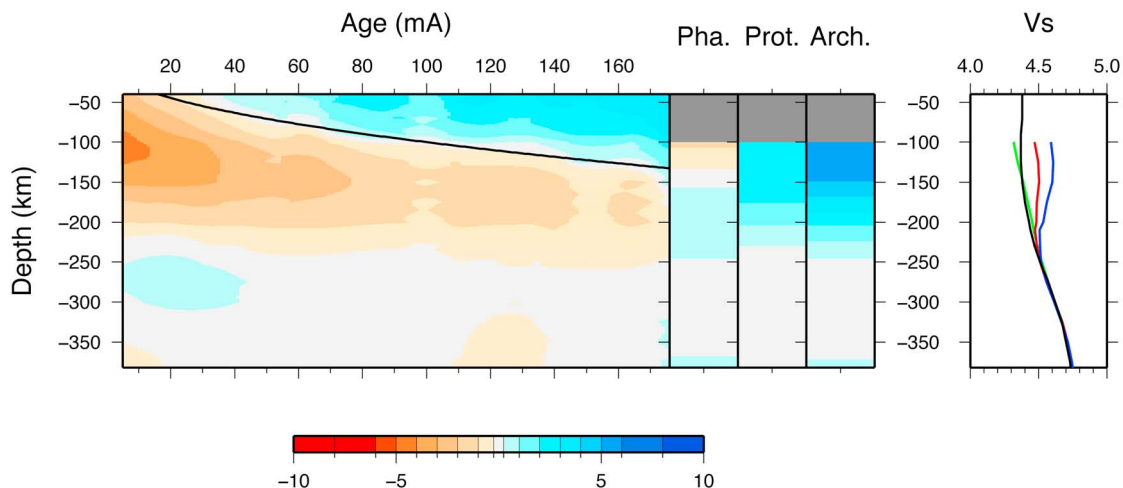 Age (mA)
Pha. Prot. Arch.
Vs
20 40 60 80 100 120 140 160
4.0 4.5 5.0
Depth (km)
−50 −50
−100 −100
−150 −150
−200 −200
−250 −250
−300 −300
−350 −350
−10 −5 5 10